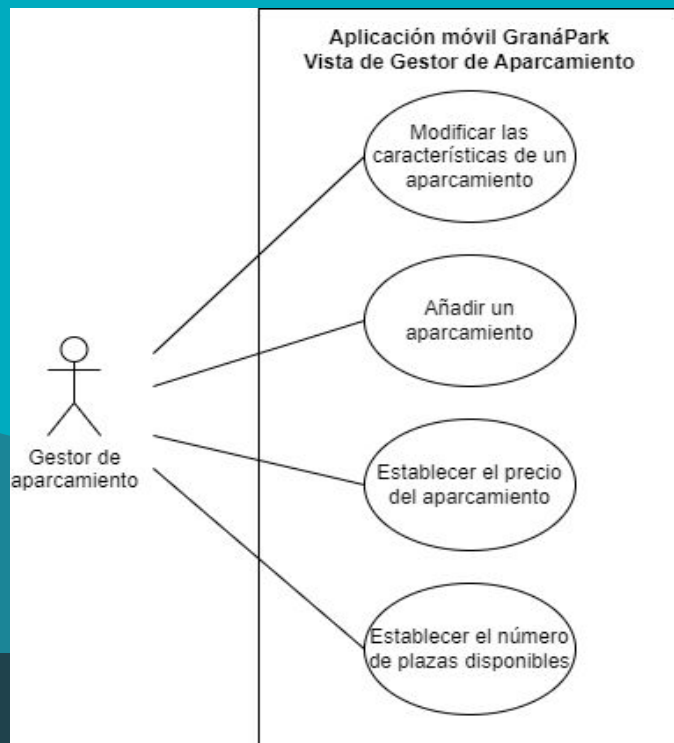 Aplicación móvil GranáPark
Vista de Gestor de Aparcamiento
Modificar las
características de un
aparcamiento
Añadir un
aparcamiento
Gestor de
aparcamiento
Establecer el precio
del aparcamiento
Establecer el número
de plazas disponibles